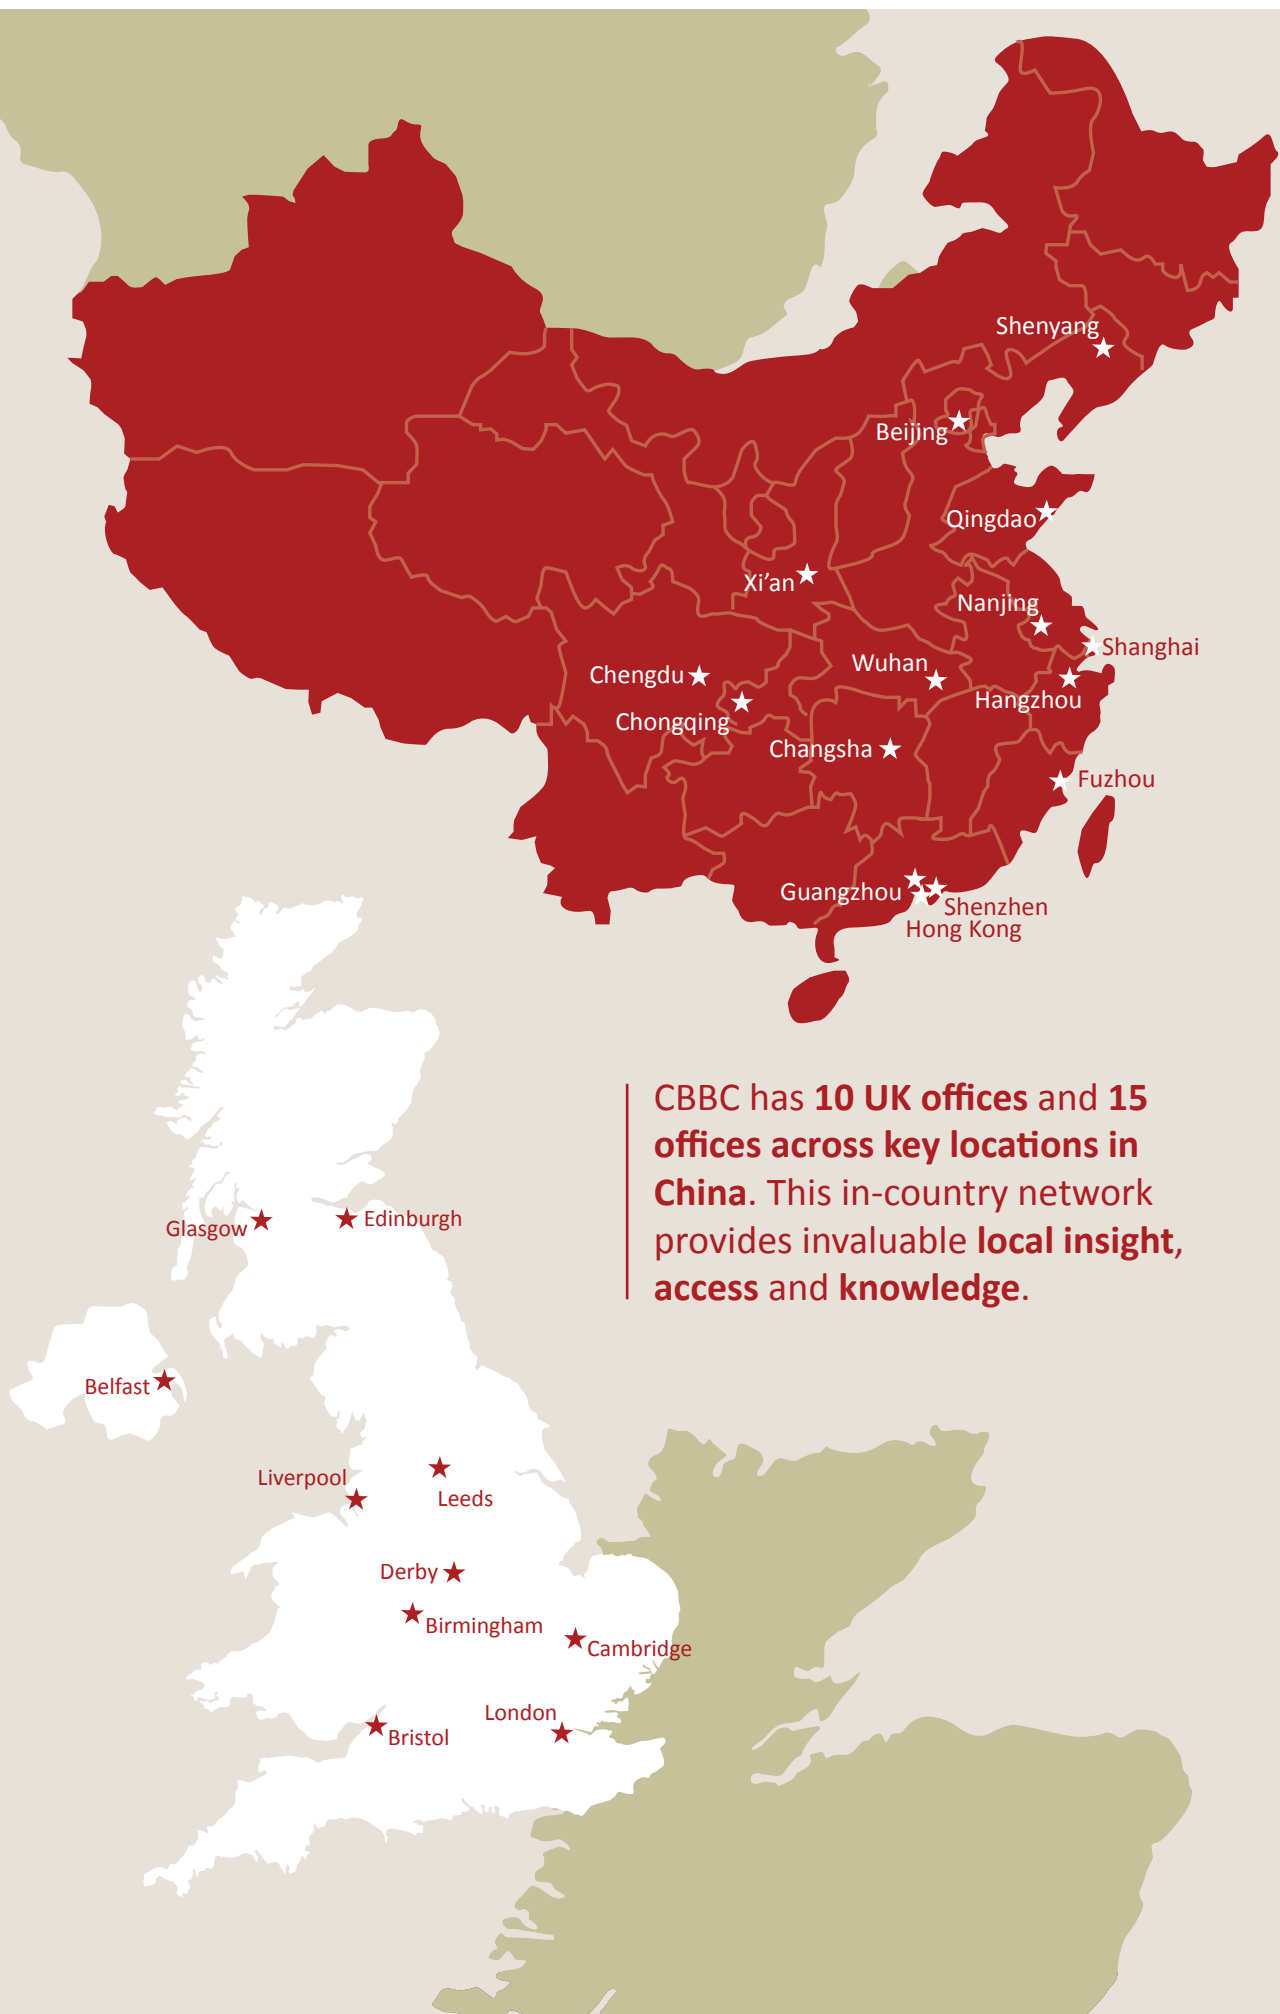 Shenyang
Beijing
Qingdao
Xi’an
Nanjing
Shanghai
Wuhan
Chengdu
Hangzhou
Chongqing
Changsha
Fuzhou
Guangzhou
Shenzhen
Hong Kong
CBBC has 10 UK offices and 15
offices across key locations in
China. This in-country network
provides invaluable local insight,
access and knowledge.
Glasgow
Edinburgh
Belfast
Liverpool
Leeds
Derby
Birmingham
Cambridge
London
Bristol